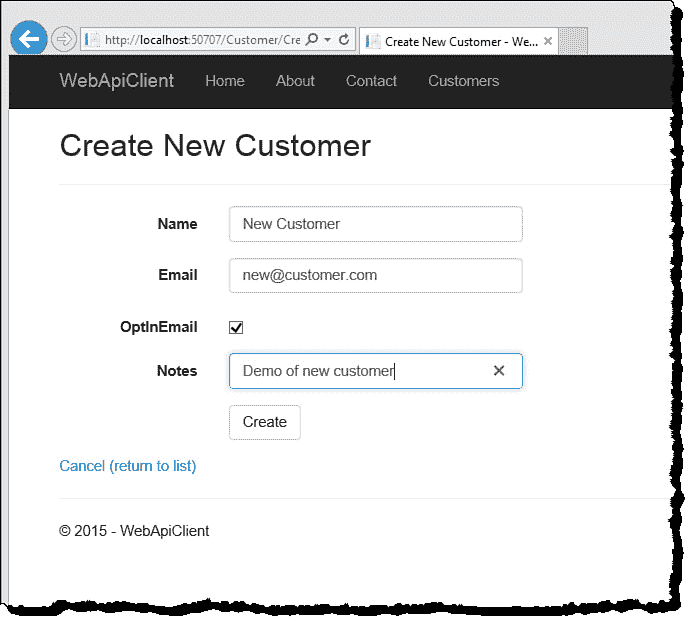 http://localhost:50707/Customer/Cre
Create New Customer - We...
WebApiClient Home About Contact Customers
Create New Customer
Name New Customer
Email new@customer.com
OptInEmail
Notes Demo of new customer
Create
Cancel (return to list)
© 2015 - WebApiClient